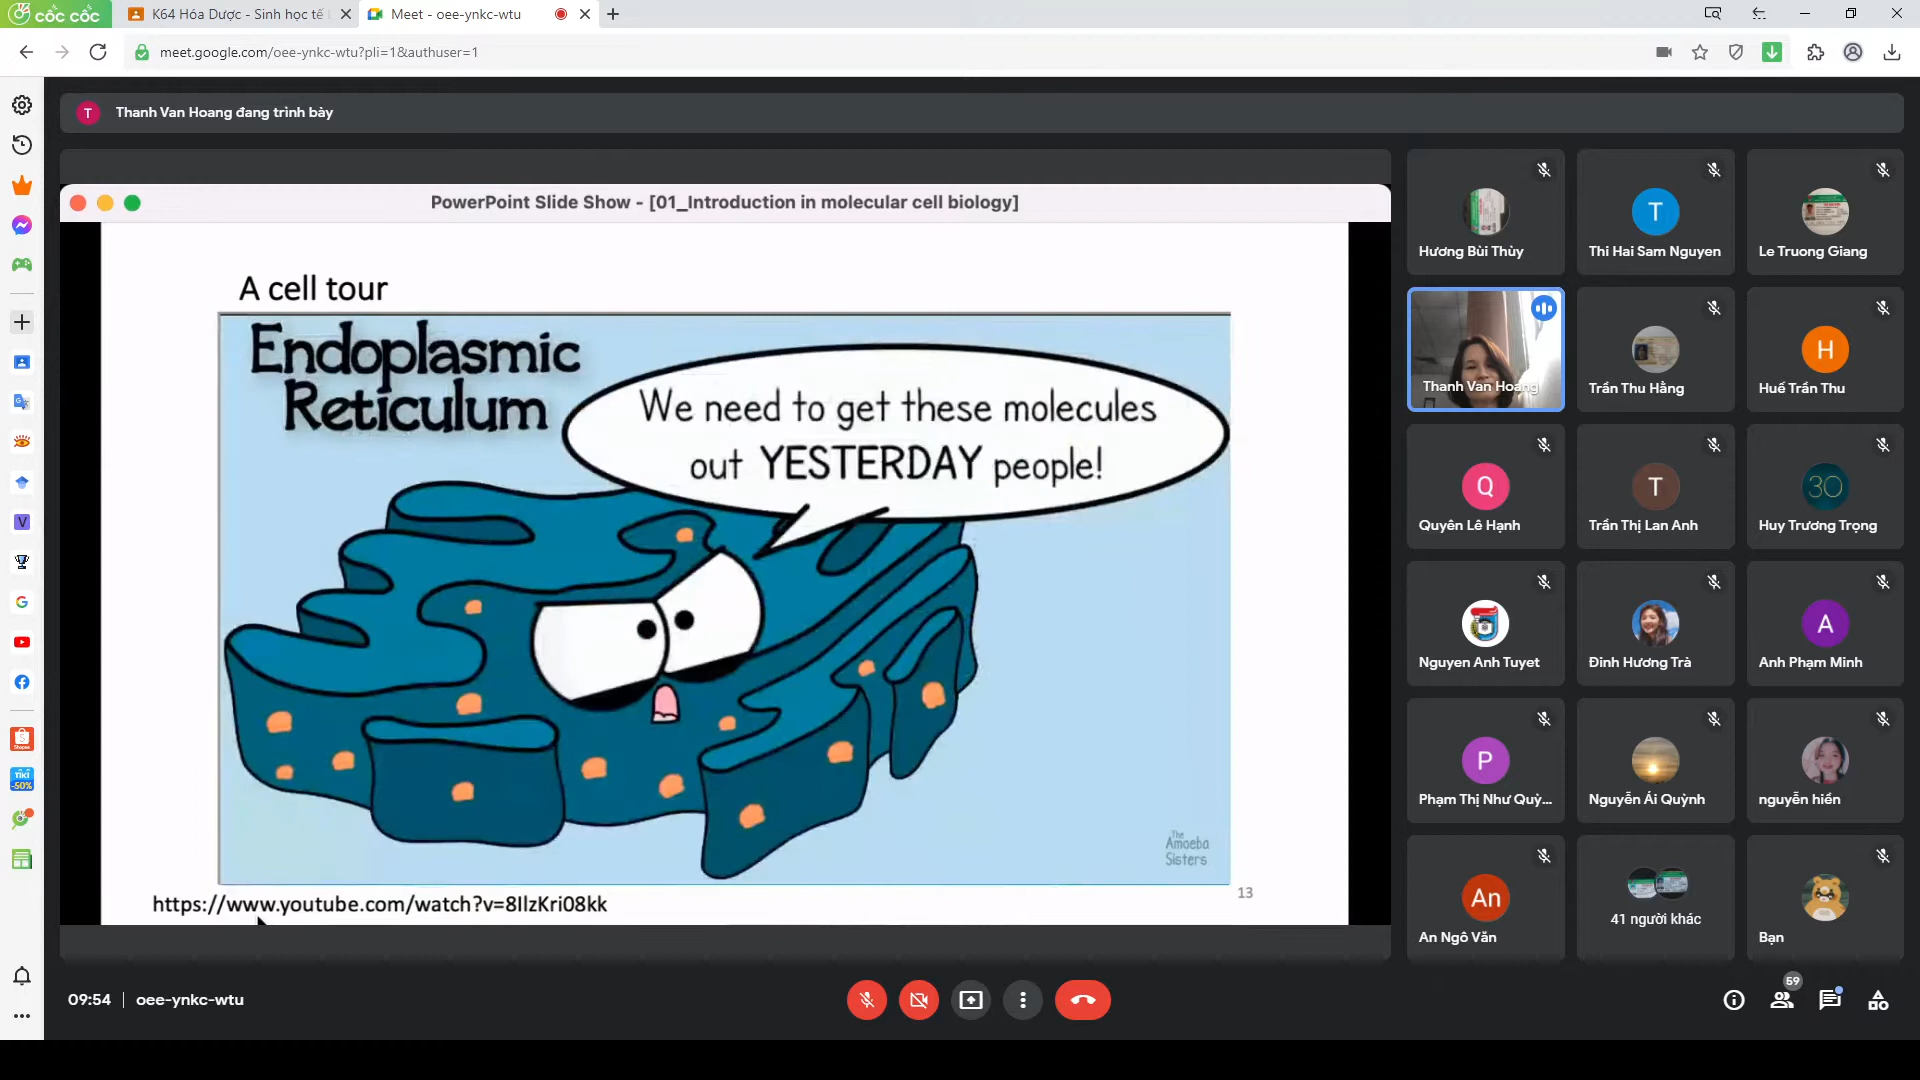 cốc cốc
K64 Hóa Dược - Sinh học tế
Meet - oee-ynkc-wtu
meet.google.com/oee-ynkc-wtu?pli=1&authuser=1
T
Thanh Van Hoang đang trình bày
PowerPoint Slide Show - [01_Introduction in molecular cell biology]
A cell tour
Endoplasmic
Reticulum
We need to get these molecules
out YESTERDAY people!
The
Amoeba
Sisters
13
https://www.youtube.com/watch?v=8IlzKri08kk
Hương Bùi Thùy
T
Thi Hai Sam Nguyen
Le Truong Giang
Thanh Van Hoang
Trần Thu Hằng
H
Huế Trần Thu
Q
Quyên Lê Hạnh
T
Trần Thị Lan Anh
30
Huy Trương Trọng
Nguyen Anh Tuyet
Đinh Hương Trà
A
Anh Phạm Minh
P
Phạm Thị Như Quỳ...
Nguyễn Ái Quỳnh
nguyễn hiền
An
An Ngô Văn
41 người khác
Bạn
V
G
Shopee
TIKI
-50%
09:54 | oee-ynkc-wtu
59